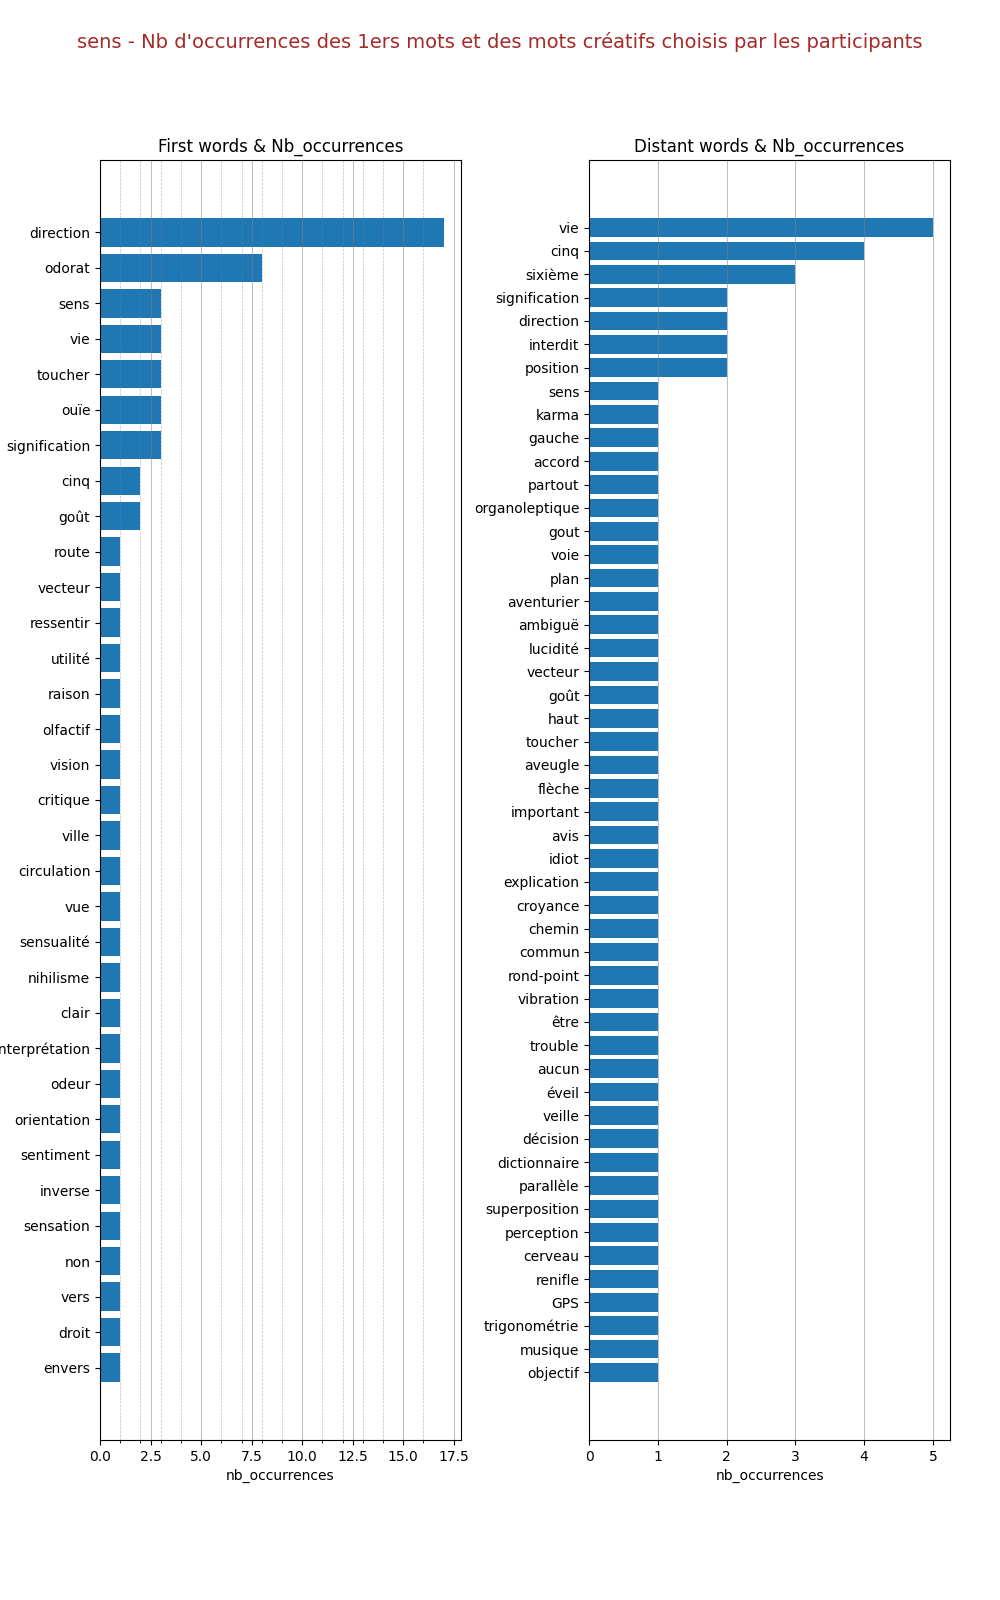 sens - Nb d'occurrences des 1ers mots et des mots créatifs choisis par les participants
First words & Nb_occurrences
direction
odorat
sens
vie
toucher
ouïe
signification
cinq
goût
route
vecteur
ressentir
utilité
raison
olfactif
vision
critique
ville
circulation
vue
sensualité
nihilisme
clair
nterprétation
odeur
orientation
sentiment
inverse
sensation
non
vers
droit
envers
0.0 2.5 5.0 7.5 10.0 12.5 15.0 17.5
nb_occurrences
Distant words & Nb_occurrences
vie
cinq
sixième
signification
direction
interdit
position
sens
karma
gauche
accord
partout
organoleptique
gout
voie
plan
aventurier
ambiguë
lucidité
vecteur
goût
haut
toucher
aveugle
flèche
important
avis
idiot
explication
croyance
chemin
commun
rond-point
vibration
être
trouble
aucun
éveil
veille
décision
dictionnaire
parallèle
superposition
perception
cerveau
renifle
GPS
trigonométrie
musique
objectif
0 1 2 3 4 5
nb_occurrences